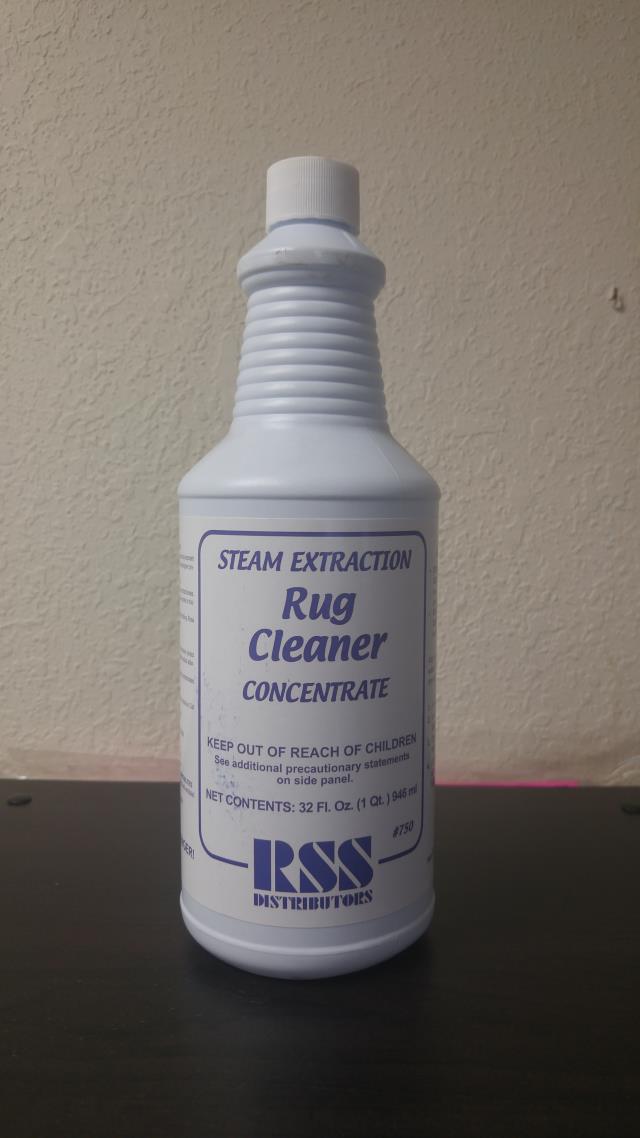 STEAM EXTRACTION
Rug
Cleaner
CONCENTRATE
KEEP OUT OF REACH OF CHILDREN
See additional precautionary statements
on side panel.
NET CONTENTS: 32 Fl. Oz. (1 Qt.) 946 ml
#750
RSS
DISTRIBUTORS